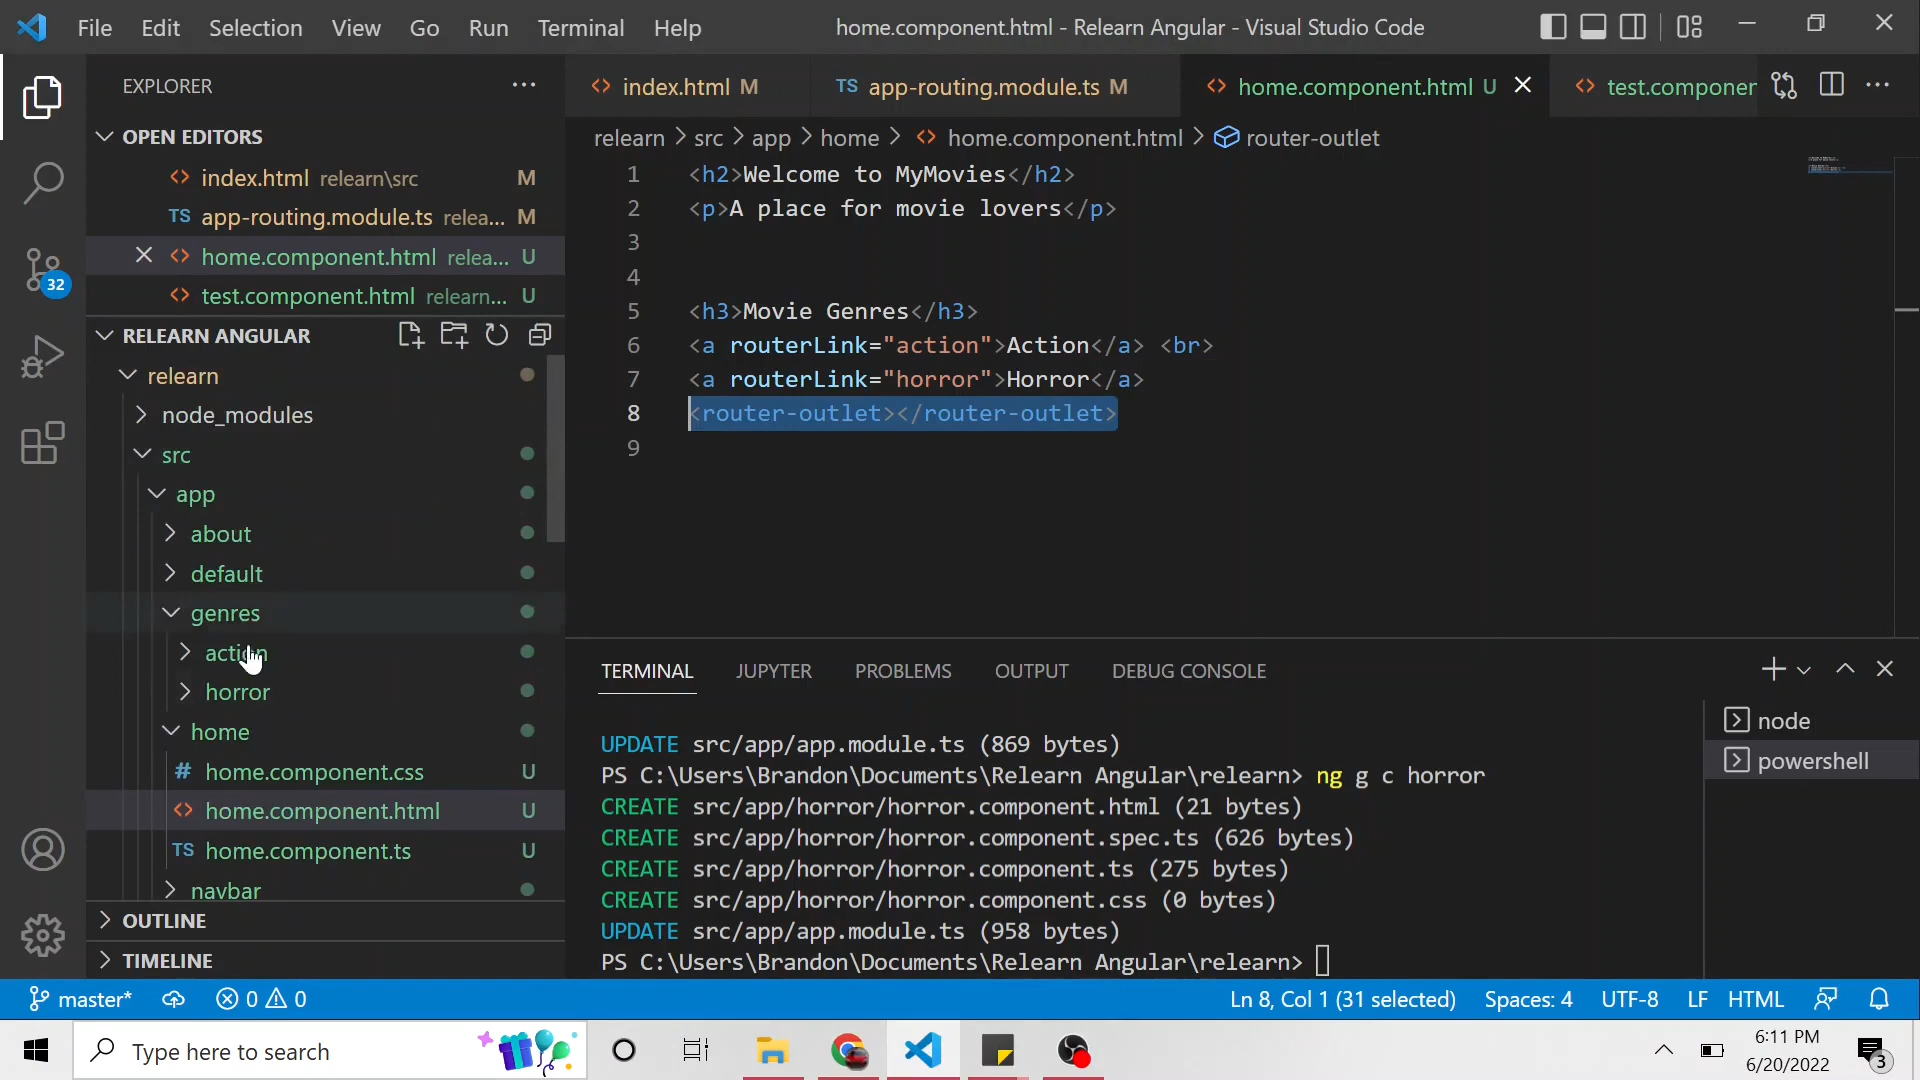 File Edit Selection View Go Run Terminal Help
home.component.html - Relearn Angular - Visual Studio Code
EXPLORER
OPEN EDITORS
index.html relearn\src M
TS app-routing.module.ts relea... M
home.component.html relea... U
test.component.html relearn... U
RELEARN ANGULAR
relearn
node_modules
src
app
about
default
genres
action
horror
home
# home.component.css U
home.component.html U
TS home.component.ts U
navbar
OUTLINE
TIMELINE
32
index.html M
TS app-routing.module.ts M
home.component.html U
test.componer
relearn > src > app > home > home.component.html > router-outlet
1 <h2>Welcome to MyMovies</h2>
2 <p>A place for movie lovers</p>
3
4
5 <h3>Movie Genres</h3>
6 <a routerLink="action">Action</a> <br>
7 <a routerLink="horror">Horror</a>
8 <router-outlet></router-outlet>
9
TERMINAL JUPYTER PROBLEMS OUTPUT DEBUG CONSOLE
UPDATE src/app/app.module.ts (869 bytes)
PS C:\Users\Brandon\Documents\Relearn Angular\relearn> ng g c horror
CREATE src/app/horror/horror.component.html (21 bytes)
CREATE src/app/horror/horror.component.spec.ts (626 bytes)
CREATE src/app/horror/horror.component.ts (275 bytes)
CREATE src/app/horror/horror.component.css (0 bytes)
UPDATE src/app/app.module.ts (958 bytes)
PS C:\Users\Brandon\Documents\Relearn Angular\relearn>
node
powershell
master* 0 0
Ln 8, Col 1 (31 selected) Spaces: 4 UTF-8 LF HTML
Type here to search
6:11 PM
6/20/2022
3